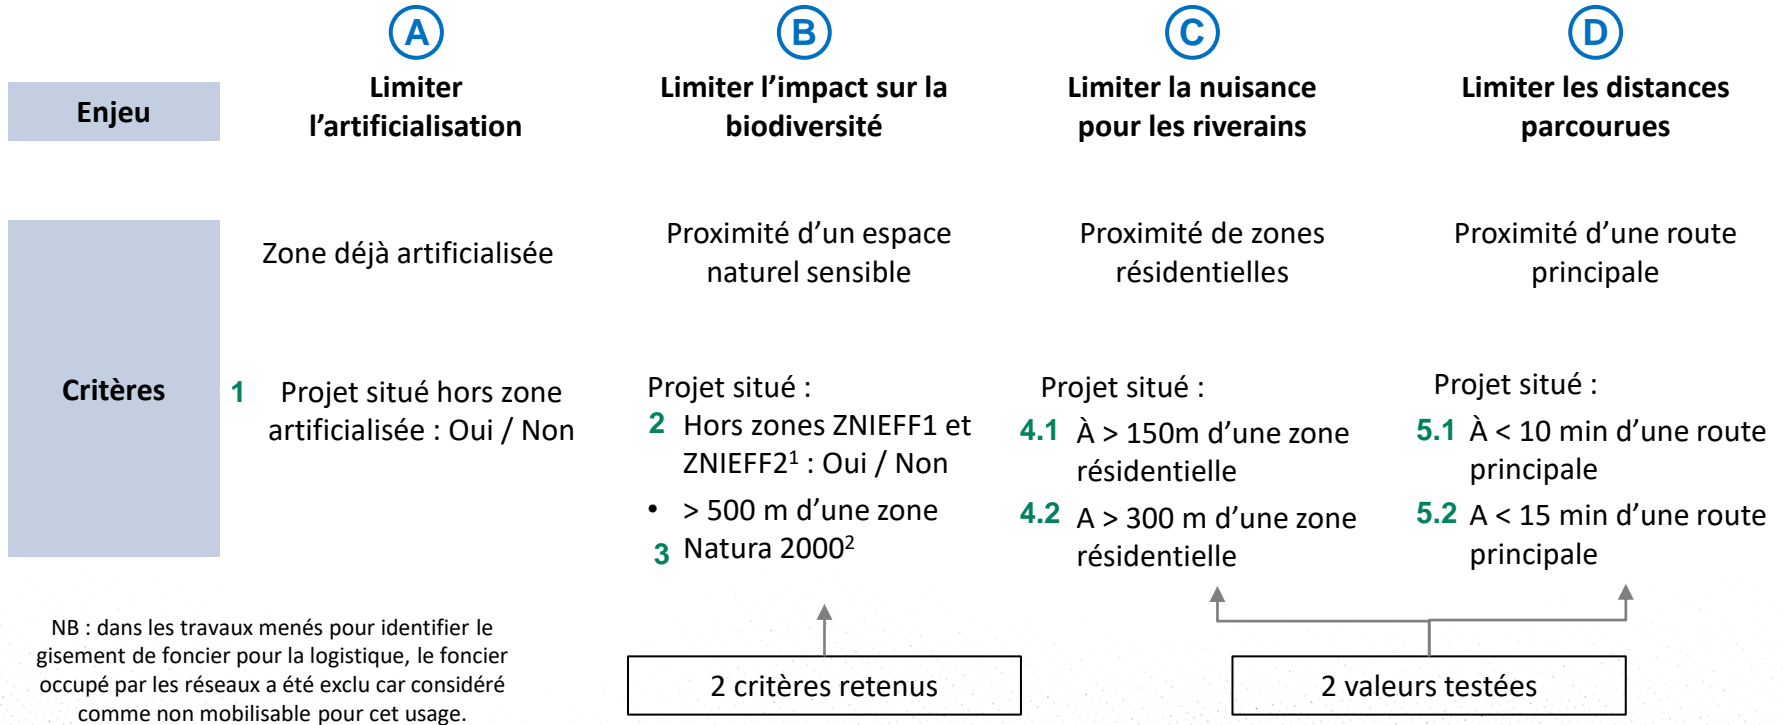 A
B
C
D
Enjeu
Limiter
l’artificialisation
Limiter l’impact sur la
biodiversité
Limiter la nuisance
pour les riverains
Limiter les distances
parcourues
Critères
Zone déjà artificialisée
Proximité d’un espace
naturel sensible
Proximité de zones
résidentielles
Proximité d’une route
principale
1 Projet situé hors zone
artificialisée : Oui / Non
Projet situé :
2 Hors zones ZNIEFF1 et
ZNIEFF2¹ : Oui / Non
• > 500 m d’une zone
3 Natura 2000²
Projet situé :
4.1 À > 150m d’une zone
résidentielle
4.2 A > 300 m d’une zone
résidentielle
Projet situé :
5.1 À < 10 min d’une route
principale
5.2 A < 15 min d’une route
principale
NB : dans les travaux menés pour identifier le
gisement de foncier pour la logistique, le foncier
occupé par les réseaux a été exclu car considéré
comme non mobilisable pour cet usage.
2 critères retenus
2 valeurs testées